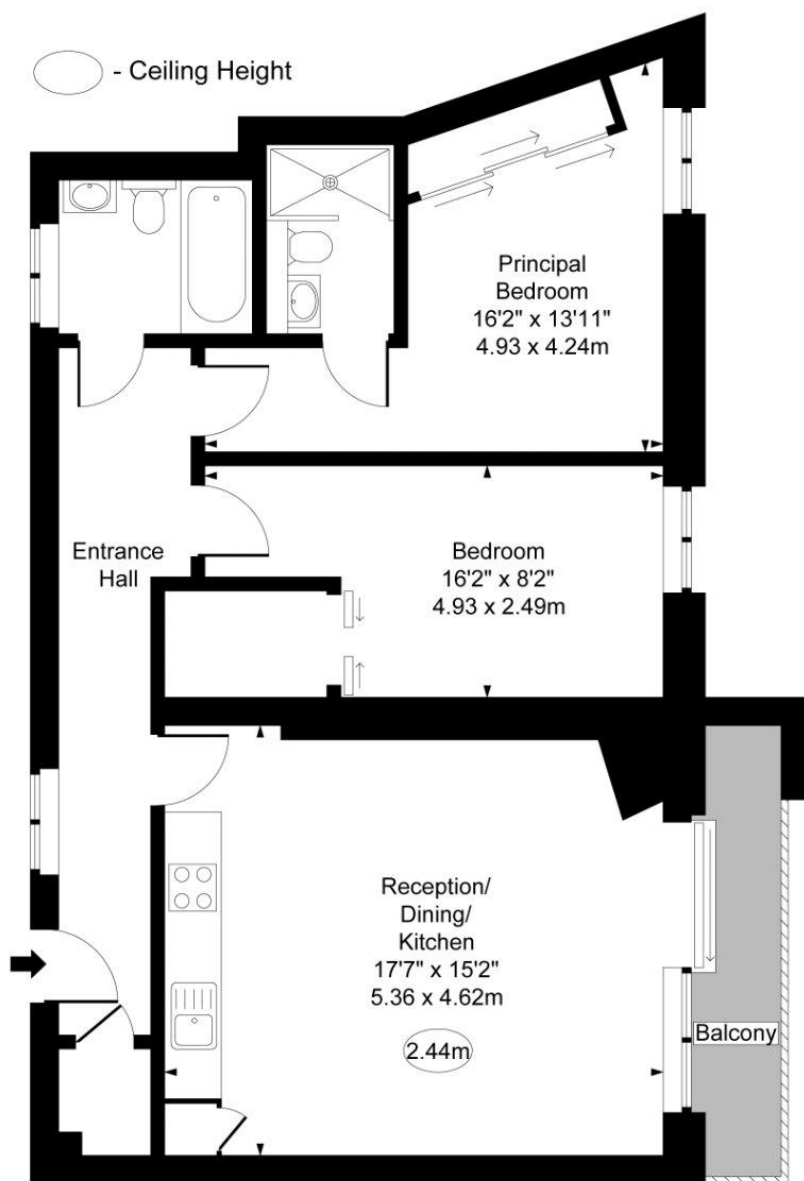 - Ceiling Height
Principal
Bedroom
16'2" x 13'11"
4.93 x 4.24m
Entrance
Hall
Bedroom
16'2" x 8'2"
4.93 x 2.49m
Reception/
Dining/
Kitchen
17'7" x 15'2"
5.36 x 4.62m
2.44m
Balcony